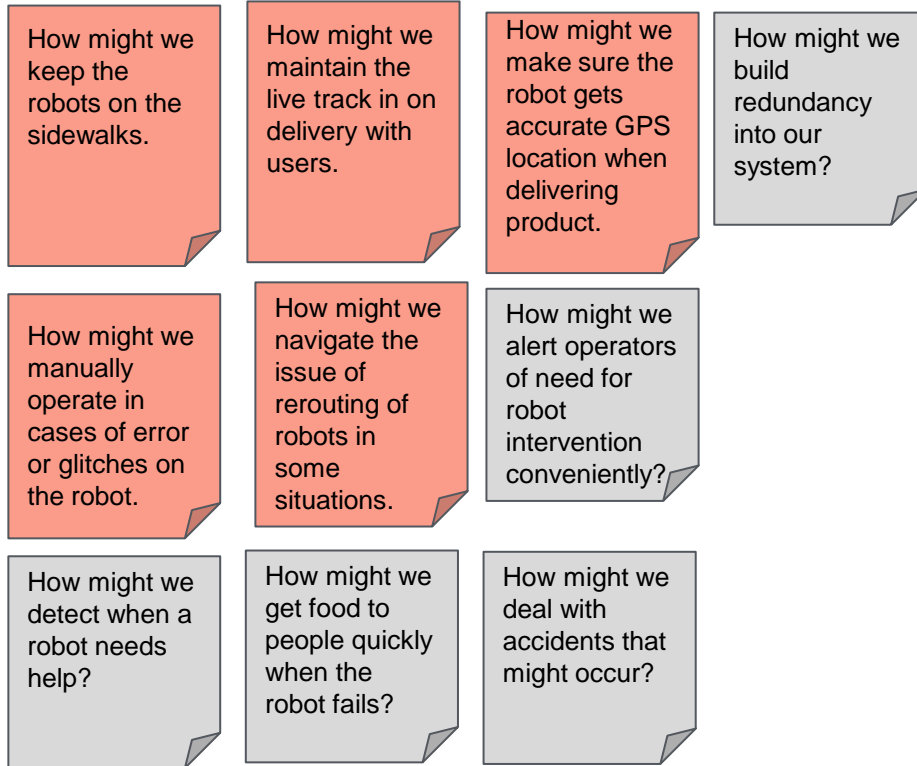 How might we
keep the
robots on the
sidewalks.
How might we
maintain the
live track in on
delivery with
users.
How might we
make sure the
robot gets
accurate GPS
location when
delivering
product.
How might we
build
redundancy
into our
system?
How might we
manually
operate in
cases of error
or glitches on
the robot.
How might we
navigate the
issue of
rerouting of
robots in
some
situations.
How might we
alert operators
of need for
robot
intervention
conveniently?
How might we
detect when a
robot needs
help?
How might we
get food to
people quickly
when the
robot fails?
How might we
deal with
accidents that
might occur?